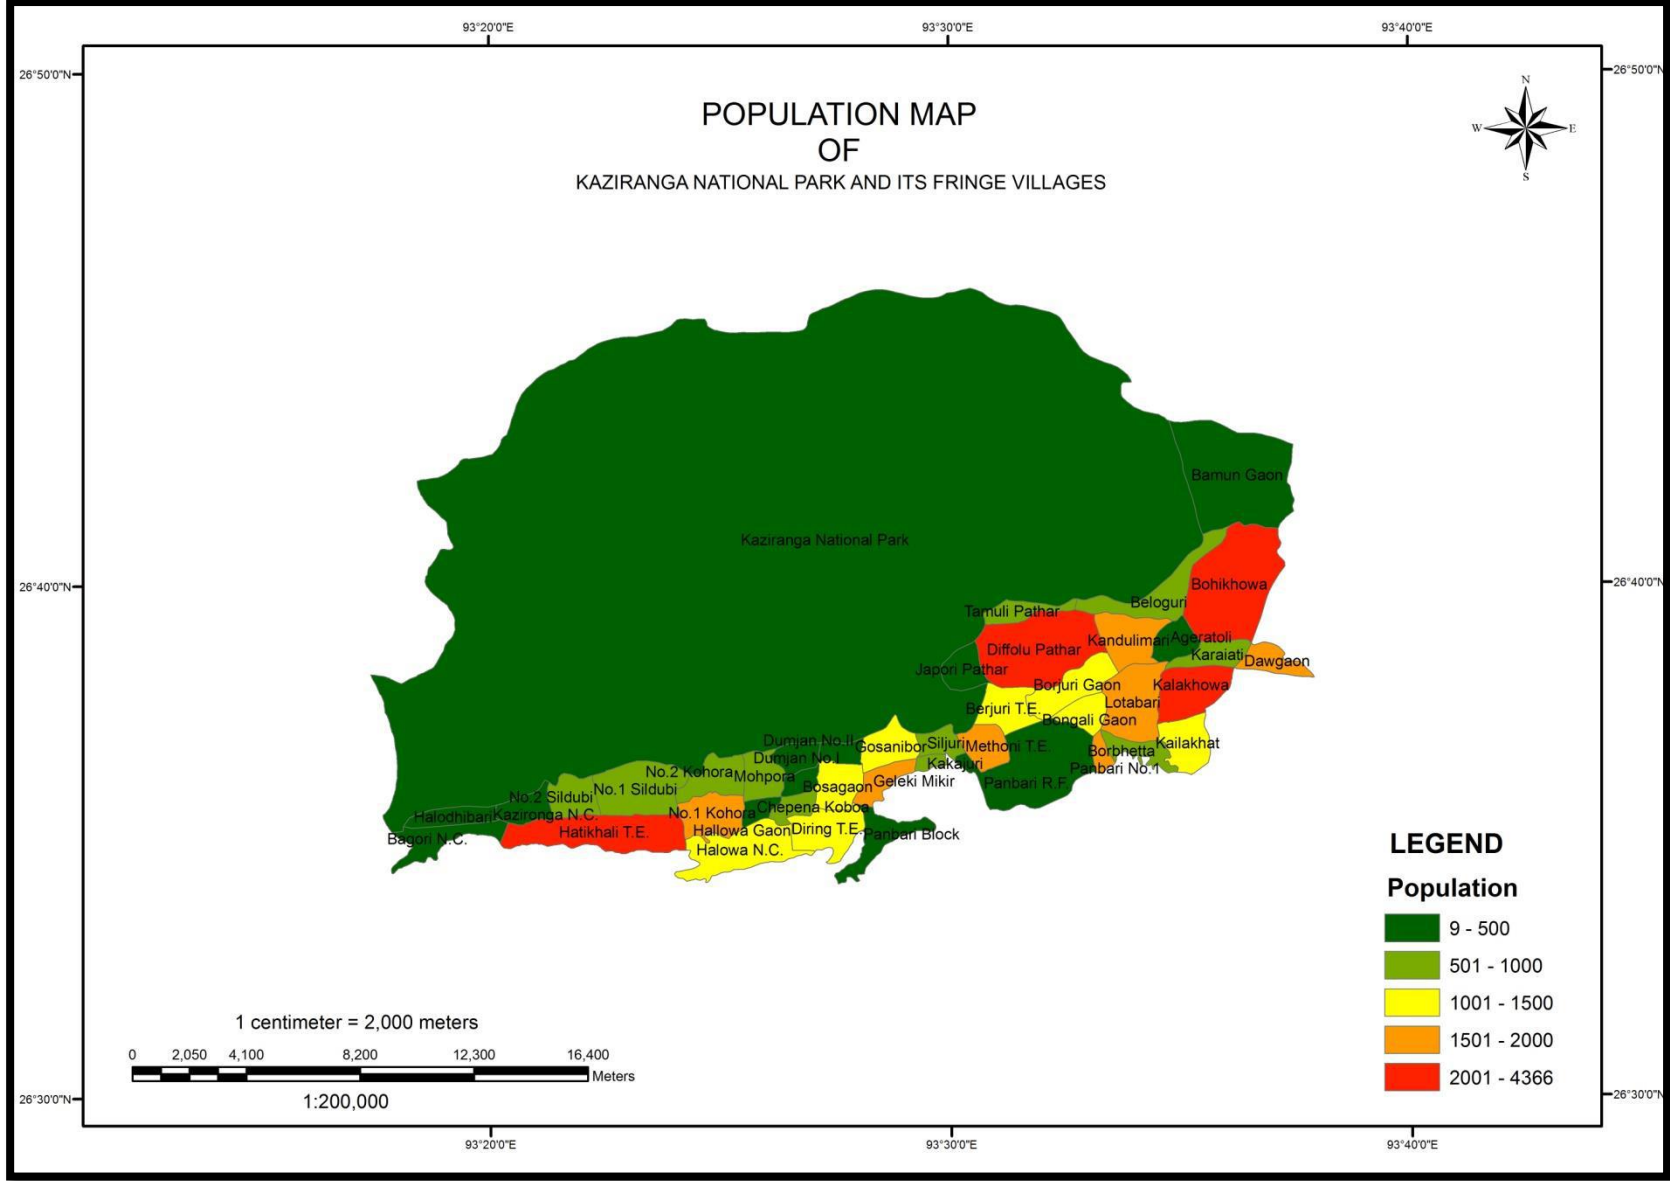 93°20'0"E 93°30'0"E 93°40'0"E
26°50'0"N 26°50'0"N
N
W E
S
POPULATION MAP
OF
KAZIRANGA NATIONAL PARK AND ITS FRINGE VILLAGES
Bamun Gaon
Kaziranga National Park
26°40'0"N 26°40'0"N
Bohikhowa
Beloguri
Tamuli Pathar
Kandulimari
Ageratoli
Diffolu Pathar
Karaiati
Dawgaon
Japori Pathar
Borjuri Gaon
Kalakhowa
Lotabari
Berjuri T.E.
Bongali Gaon
Dumjan No.II
Gosanibor
Siljuri
Methoni T.E.
Borbhetta
Kailakhat
Dumjan No.I
Kakajuri
Panbari No.1
No.2 Kohora
Mohpora
Geleki Mikir
Panbari R.F.
No.1 Sildubi
Bosagaon
No.2 Sildubi
Chepena Koboa
Halodhibari
Kazironga N.C.
No.1 Kohora
Hatikhali T.E.
Hallowa Gaon
Diring T.E.
Panbari Block
Bagori N.C.
Halowa N.C.
LEGEND
Population
9 - 500
501 - 1000
1001 - 1500
1501 - 2000
2001 - 4366
1 centimeter = 2,000 meters
0 2,050 4,100 8,200 12,300 16,400
Meters
1:200,000
26°30'0"N 26°30'0"N
93°20'0"E 93°30'0"E 93°40'0"E